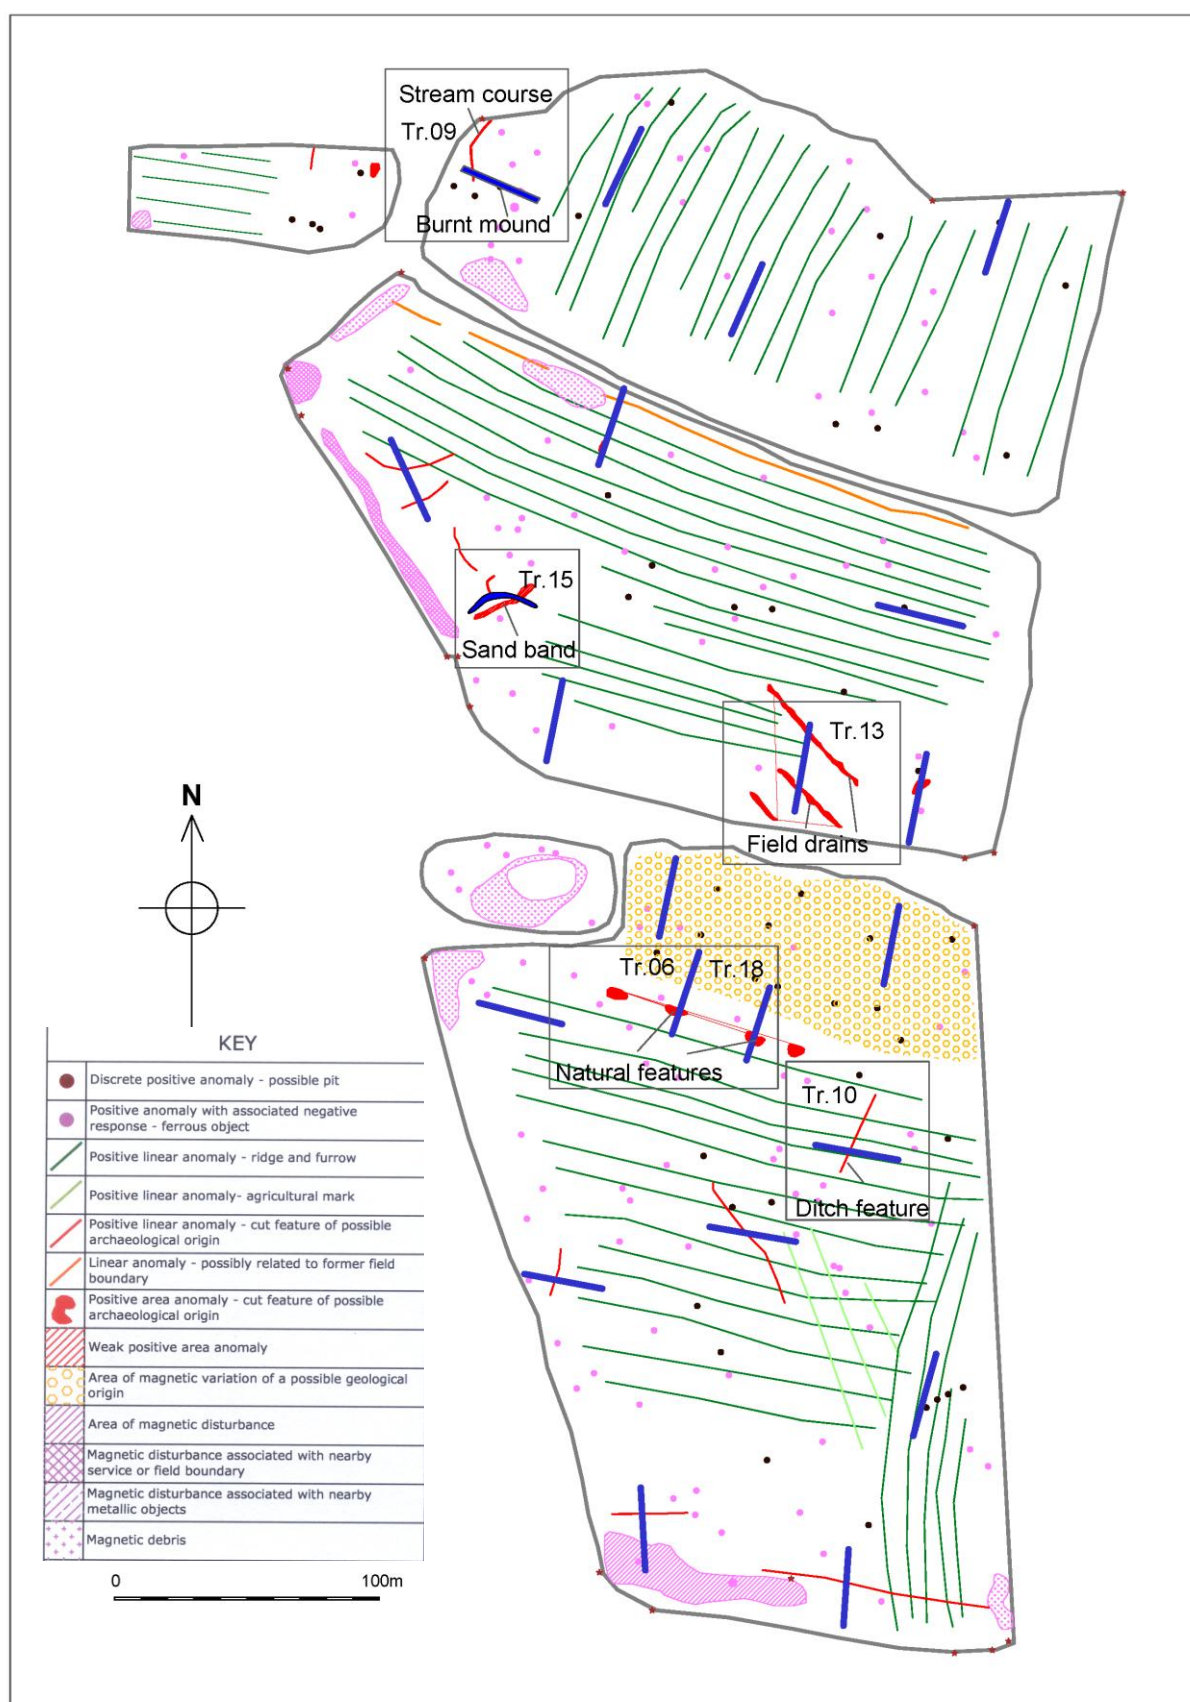 Stream course
Tr.09
Burnt mound
Tr.15
Sand band
Tr.13
Field drains
N
Tr.06
Tr.18
Natural features
Tr.10
Ditch feature
KEY
Discrete positive anomaly - possible pit
Positive anomaly with associated negative
response - ferrous object
Positive linear anomaly - ridge and furrow
Positive linear anomaly- agricultural mark
Positive linear anomaly - cut feature of possible
archaeological origin
Linear anomaly - possibly related to former field
boundary
Positive area anomaly - cut feature of possible
archaeological origin
Weak positive area anomaly
Area of magnetic variation of a possible geological
origin
Area of magnetic disturbance
Magnetic disturbance associated with nearby
service or field boundary
Magnetic disturbance associated with nearby
metallic objects
Magnetic debris
0
100m